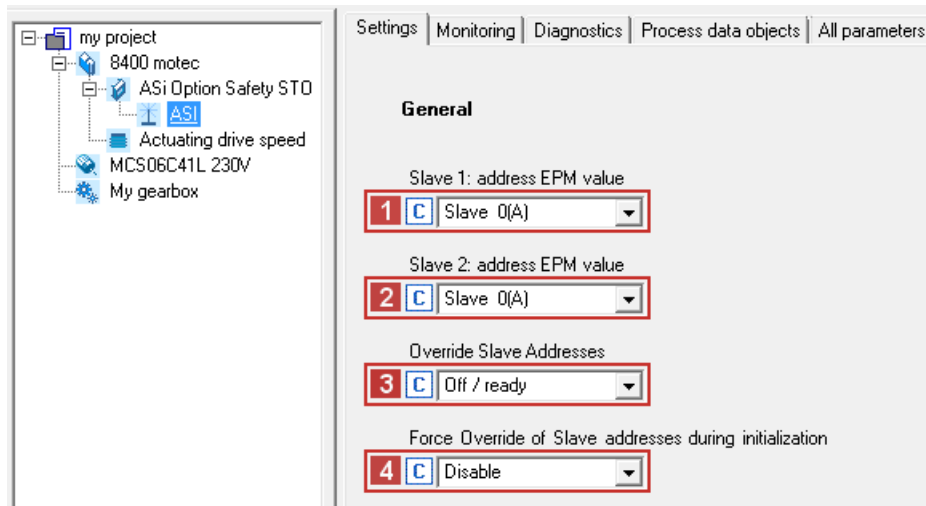 my project
8400 motec
ASi Option Safety STO
ASI
Actuating drive speed
MCS06C41L 230V
My gearbox
Settings Monitoring Diagnostics Process data objects All parameters
General
Slave 1: address EPM value
1 C Slave 0(A)
Slave 2: address EPM value
2 C Slave 0(A)
Override Slave Addresses
3 C Off / ready
Force Override of Slave addresses during initialization
4 C Disable